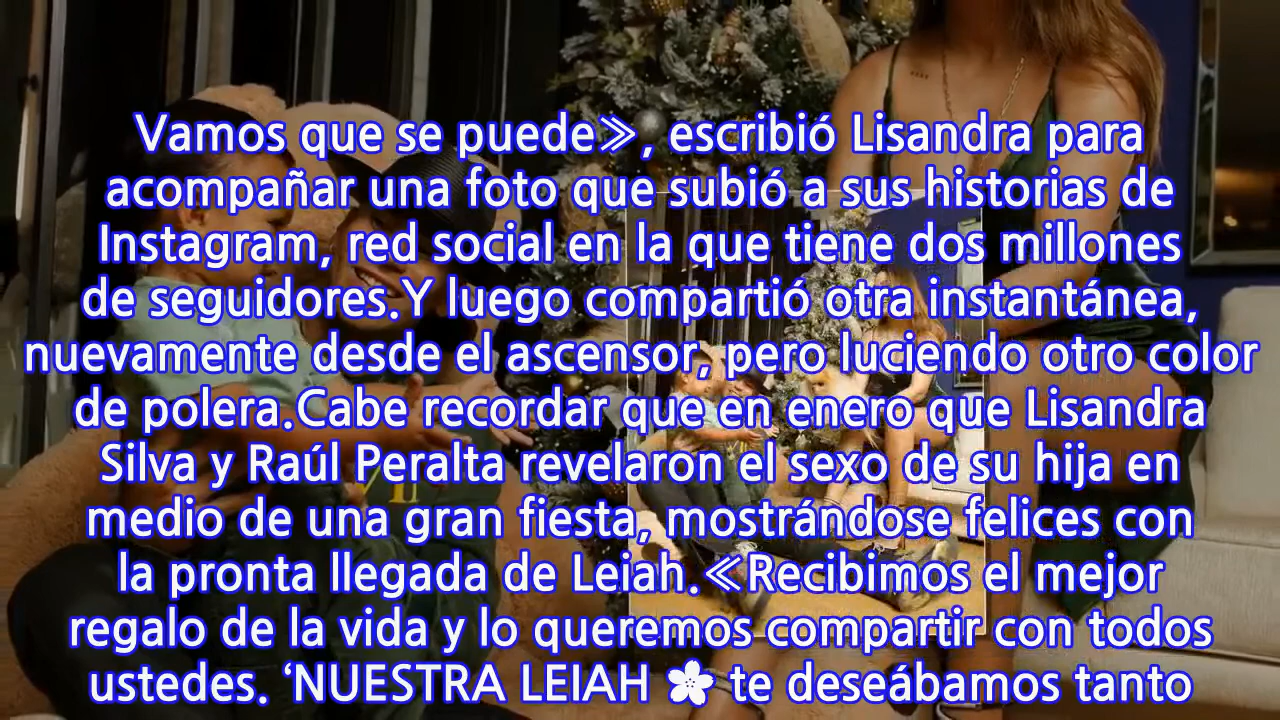 Vamos que se puede≫, escribió Lisandra para
acompañar una foto que subió a sus historias de
Instagram, red social en la que tiene dos millones
de seguidores.Y luego compartió otra instantánea,
nuevamente desde el ascensor, pero luciendo otro color
de polera.Cabe recordar que en enero que Lisandra
Silva y Raúl Peralta revelaron el sexo de su hija en
medio de una gran fiesta, mostrándose felices con
la pronta llegada de Leiah.≪Recibimos el mejor
regalo de la vida y lo queremos compartir con todos
ustedes. ‘NUESTRA LEIAH 🌸 te deseábamos tanto